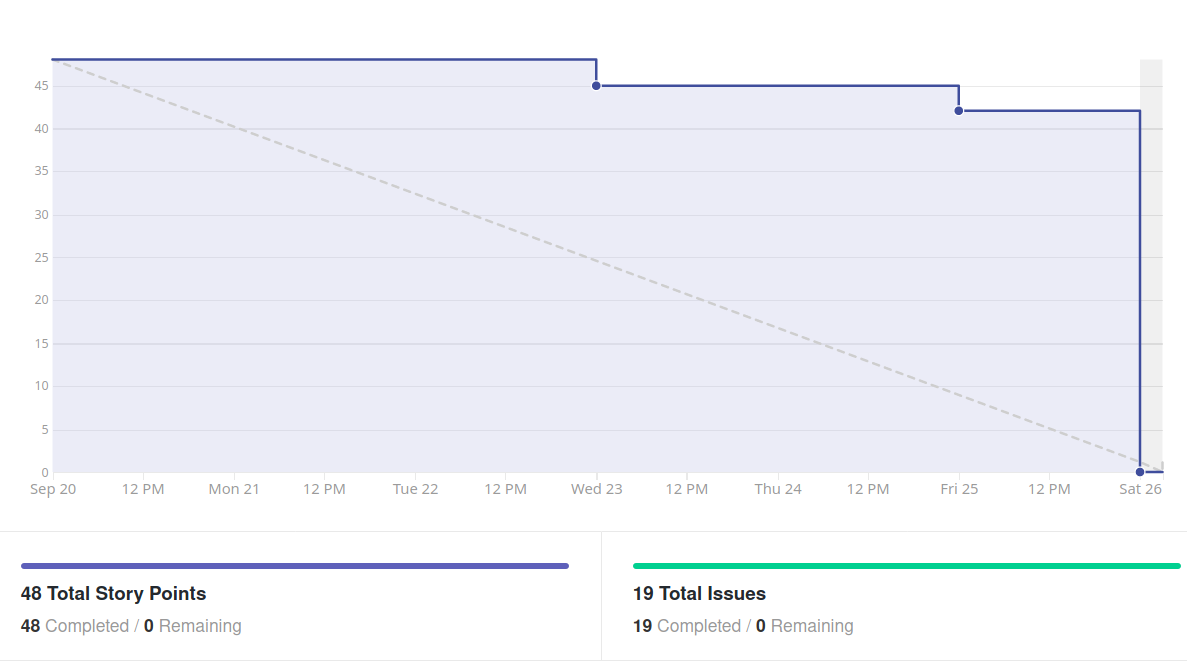 45
40
35
30
25
20
15
10
5
0
Sep 20 12 PM Mon 21 12 PM Tue 22 12 PM Wed 23 12 PM Thu 24 12 PM Fri 25 12 PM Sat 26
48 Total Story Points
48 Completed / 0 Remaining
19 Total Issues
19 Completed / 0 Remaining